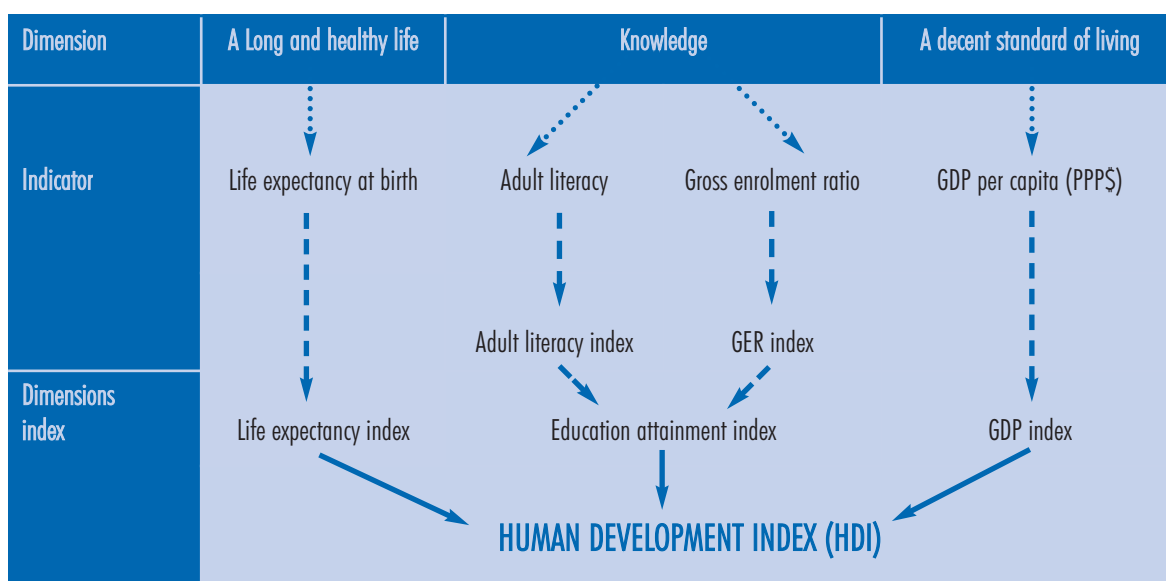 Dimension
A Long and healthy life
Knowledge
A decent standard of living
Indicator
Life expectancy at birth
Adult literacy
Gross enrolment ratio
GDP per capita (PPP$)
Adult literacy index
GER index
Dimensions
index
Life expectancy index
Education attainment index
GDP index
HUMAN DEVELOPMENT INDEX (HDI)